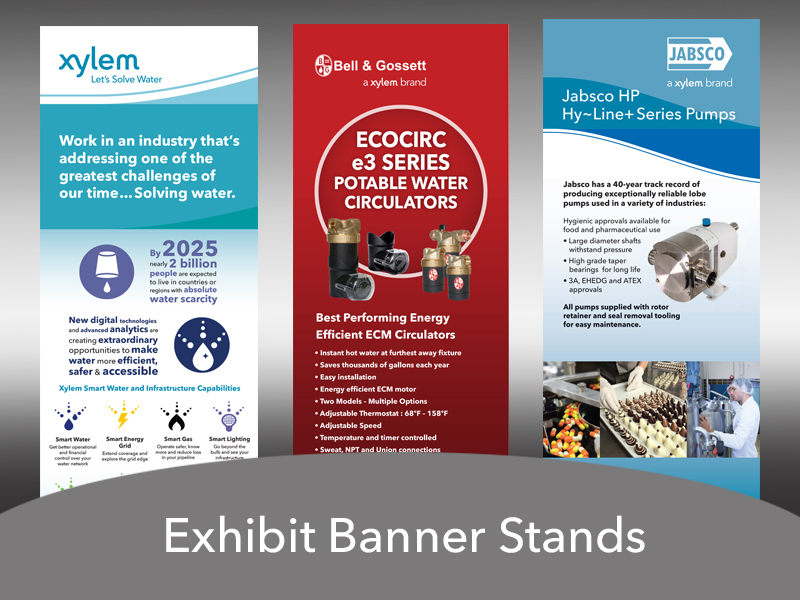 xylem
Let's Solve Water
Work in an industry that's
addressing one of the
greatest challenges of
our time... Solving water.
By 2025
nearly 2 billion
people are expected
to live in countries or
regions with absolute
water scarcity
New digital technologies
and advanced analytics are
creating extraordinary
opportunities to make
water more efficient,
safer & accessible
Xylem Smart Water and Infrastructure Capabilities
Smart Water
Get better operational
and financial
control over your
water network
Smart Energy
Grid
Extend coverage and
explore the grid edge
Smart Gas
Operate safer, know
more and reduce loss
in your pipeline
Smart Lighting
Go beyond the
bulb and see your
infrastructure
B&G
Bell & Gossett
a xylem brand
ECOCIRC
e3 SERIES
POTABLE WATER
CIRCULATORS
Best Performing Energy
Efficient ECM Circulators
• Instant hot water at furthest away fixture
• Saves thousands of gallons each year
• Easy installation
• Energy efficient ECM motor
• Two Models – Multiple Options
• Adjustable Thermostat : 68°F – 158°F
• Adjustable Speed
• Temperature and timer controlled
• Sweat, NPT and Union connections
JABSCO
a xylem brand
Jabsco HP
Hy~Line+ Series Pumps
Jabsco has a 40-year track record of
producing exceptionally reliable lobe
pumps used in a variety of industries:
Hygienic approvals available for
food and pharmaceutical use
• Large diameter shafts
withstand pressure
• High grade taper
bearings for long life
• 3A, EHEDG and ATEX
approvals
All pumps supplied with rotor
retainer and seal removal tooling
for easy maintenance.
Exhibit Banner Stands